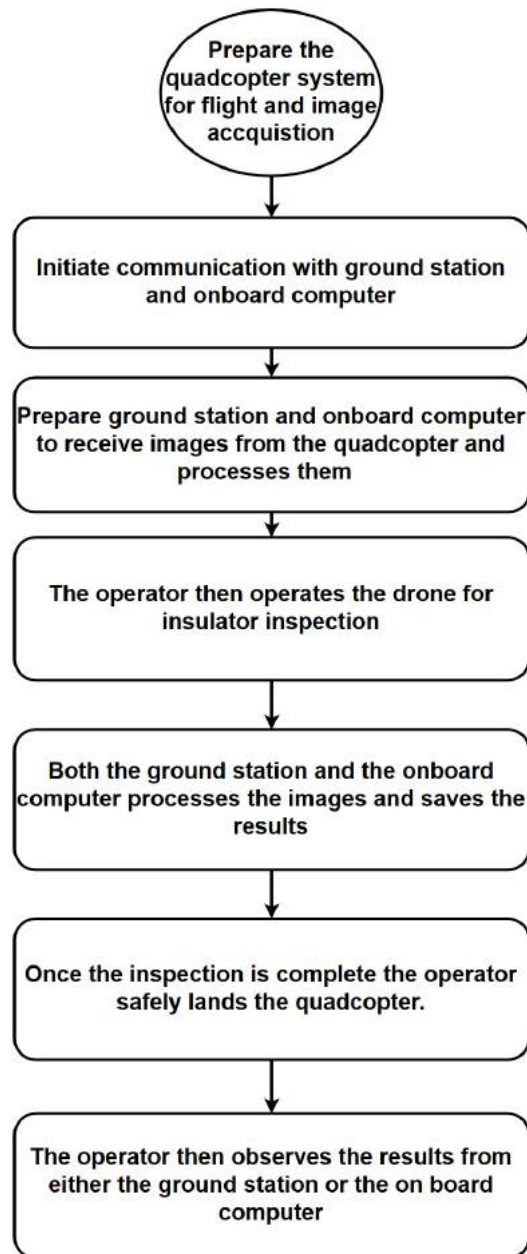 Prepare the
quadcopter system
for flight and image
accquistion
Initiate communication with ground station
and onboard computer
Prepare ground station and onboard computer
to receive images from the quadcopter and
processes them
The operator then operates the drone for
insulator inspection
Both the ground station and the onboard
computer processes the images and saves the
results
Once the inspection is complete the operator
safely lands the quadcopter.
The operator then observes the results from
either the ground station or the on board
computer